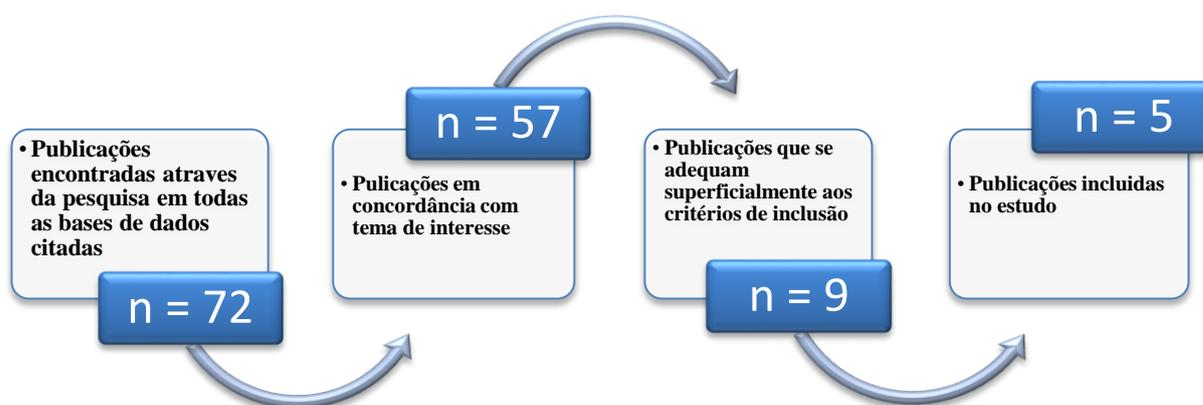 • Publicações
encontradas atraves
da pesquisa em todas
as bases de dados
citadas
n = 72
n = 57
• Pulicações em
concordância com
tema de interesse
• Publicações que se
adequam
superficialmente aos
critérios de inclusão
n = 9
n = 5
• Publicações incluidas
no estudo